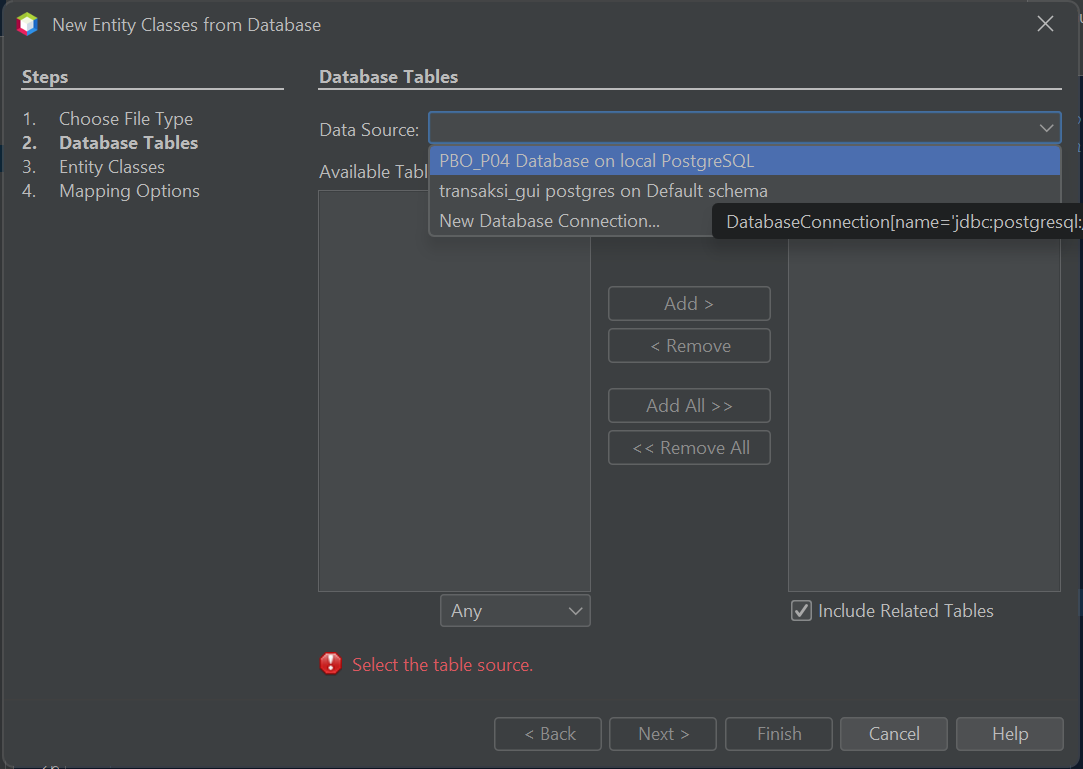 New Entity Classes from Database
Steps
1. Choose File Type
2. Database Tables
3. Entity Classes
4. Mapping Options
Database Tables
Data Source:
PBO_P04 Database on local PostgreSQL
transaksi_gui postgres on Default schema
New Database Connection...
DatabaseConnection[name='jdbc:postgresql:
Available Tabl
Add >
< Remove
Add All >>
<< Remove All
Any
Include Related Tables
Select the table source.
< Back
Next >
Finish
Cancel
Help